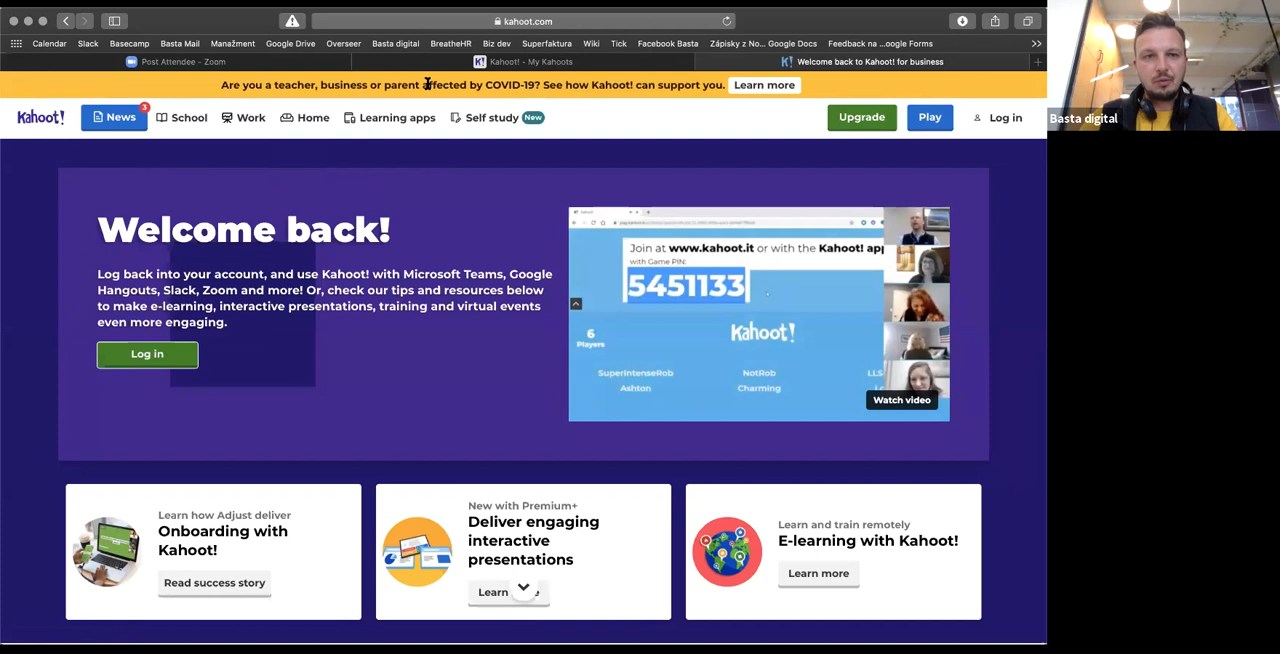 kahoot.com
Calendar Slack Basecamp Basta Mail Manažment Google Drive Overseer Basta digital BreatheHR Biz dev Superfaktura Wiki Tick Facebook Basta Zápisky z No... Google Docs Feedback na ...oogle Forms
Post Attendee - Zoom
Kahoot! - My Kahoots
K! Welcome back to Kahoot! for business
Are you a teacher, business or parent affected by COVID-19? See how Kahoot! can support you. Learn more
Kahoot! News 3 School Work Home Learning apps Self study New Upgrade Play Log in
Basta digital
Welcome back!
Log back into your account, and use Kahoot! with Microsoft Teams, Google
Hangouts, Slack, Zoom and more! Or, check our tips and resources below
to make e-learning, interactive presentations, training and virtual events
even more engaging.
Log in
Join at www.kahoot.it or with the Kahoot! ap
with Game PIN:
5451133
6
Players
Kahoot!
SuperIntenseRob NotRob LLS
Ashton Charming
Watch video
Learn how Adjust deliver
Onboarding with
Kahoot!
Read success story
New with Premium+
Deliver engaging
interactive
presentations
Learn
Learn and train remotely
E-learning with Kahoot!
Learn more